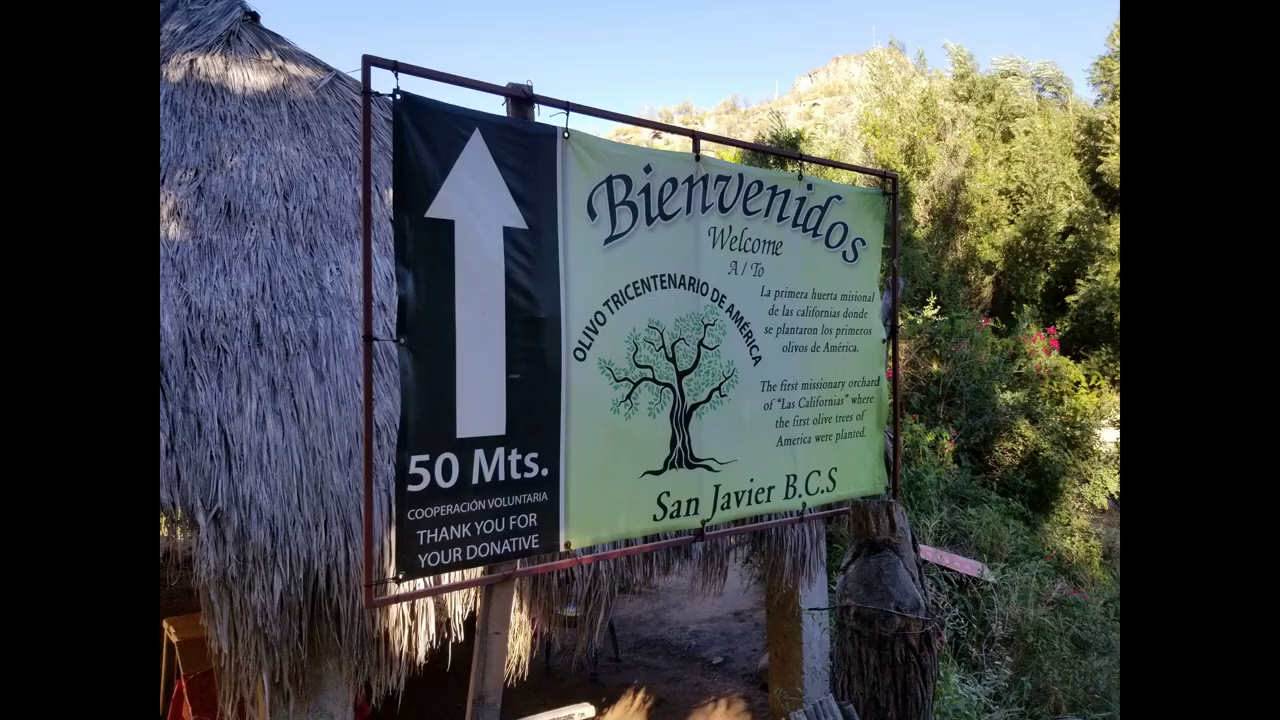 50 Mts.
COOPERACIÓN VOLUNTARIA
THANK YOU FOR
YOUR DONATIVE
Bienvenidos
Welcome
A / To
OLIVO TRICENTENARIO DE AMÉRICA
La primera huerta misional
de las californias donde
se plantaron los primeros
olivos de América.
The first missionary orchard
of "Las Californias" where
the first olive trees of
America were planted.
San Javier B.C.S